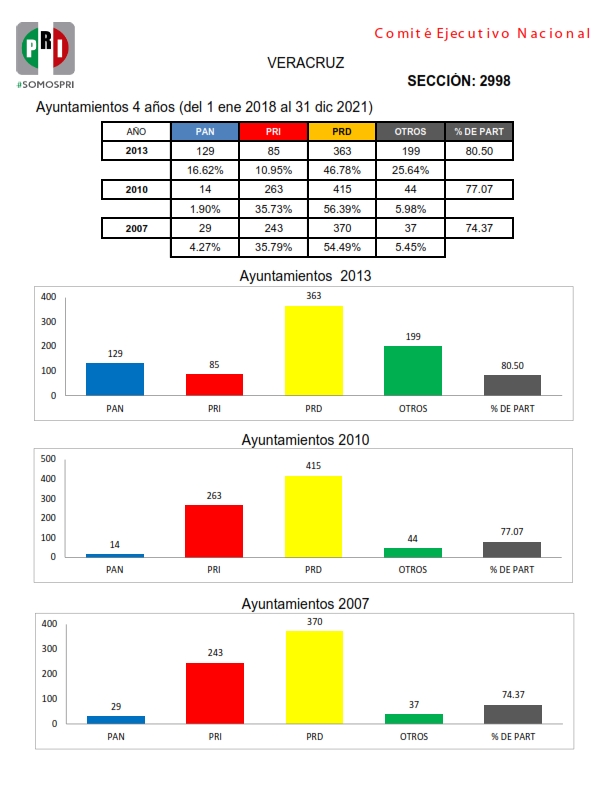 Comité Ejecutivo Nacional
PRI
#SOMOSPRI
VERACRUZ
SECCIÓN: 2998
Ayuntamientos 4 años (del 1 ene 2018 al 31 dic 2021)
AÑO PAN PRI PRD OTROS % DE PART
2013 129 85 363 199 80.50
16.62% 10.95% 46.78% 25.64%
2010 14 263 415 44 77.07
1.90% 35.73% 56.39% 5.98%
2007 29 243 370 37 74.37
4.27% 35.79% 54.49% 5.45%
Ayuntamientos 2013
400
300
200
100
0
129 85 363 199 80.50
PAN PRI PRD OTROS % DE PART
Ayuntamientos 2010
500
400
300
200
100
0
14 263 415 44 77.07
PAN PRI PRD OTROS % DE PART
Ayuntamientos 2007
400
300
200
100
0
29 243 370 37 74.37
PAN PRI PRD OTROS % DE PART